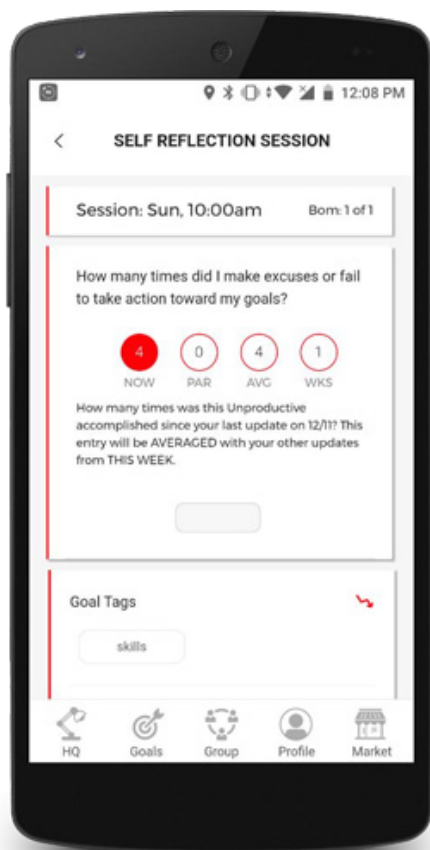 12:08 PM
SELF REFLECTION SESSION
Session: Sun, 10:00am
Bom: 1 of 1
How many times did I make excuses or fail
to take action toward my goals?
4 0 4 1
NOW PAR AVG WKS
How many times was this Unproductive
accomplished since your last update on 12/11? This
entry will be AVERAGED with your other updates
from THIS WEEK.
Goal Tags
skills
HQ Goals Group Profile Market